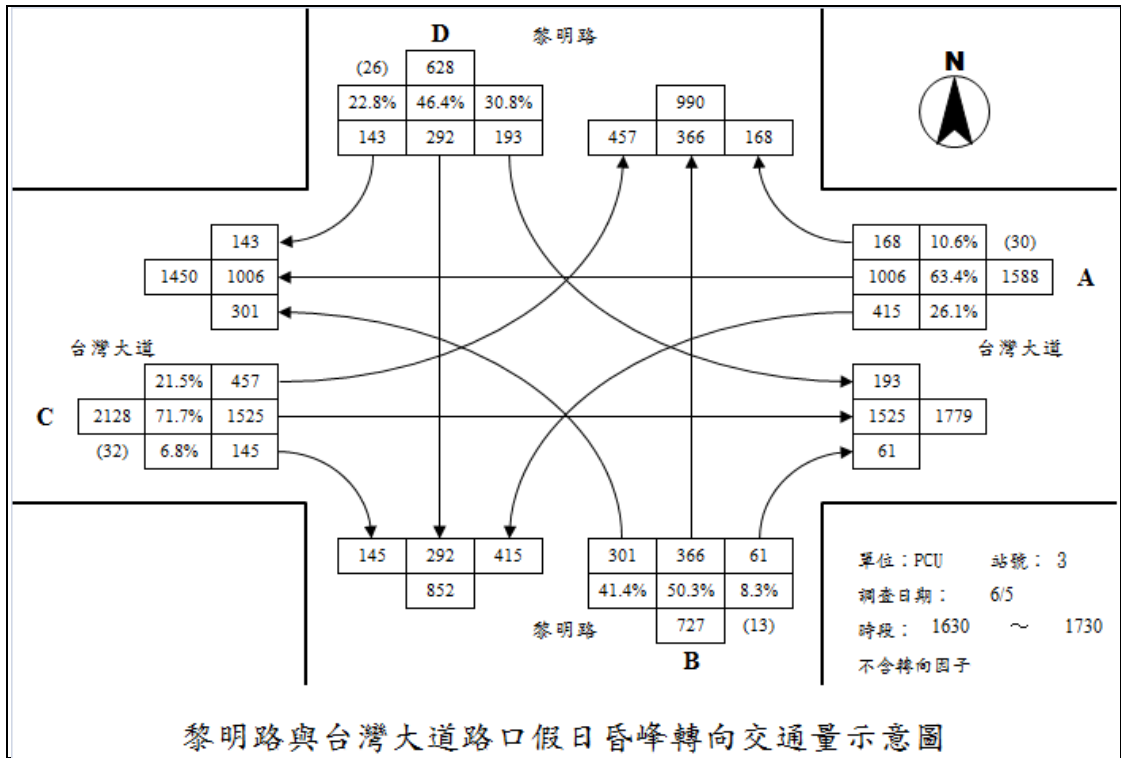 D 黎明路
N
(26) 628
22.8% 46.4% 30.8%
143 292 193
990
457 366 168
143
1450 1006
301
168 10.6% (30)
1006 63.4% 1588 A
415 26.1%
台灣大道
台灣大道
21.5% 457
C 2128 71.7% 1525
(32) 6.8% 145
193
1525 1779
61
145 292 415
852
301 366 61
41.4% 50.3% 8.3%
黎明路 727 (13)
B
單位：PCU 站號： 3
調查日期： 6/5
時段： 1630 ～ 1730
不含轉向因子
黎明路與台灣大道路口假日昏峰轉向交通量示意圖